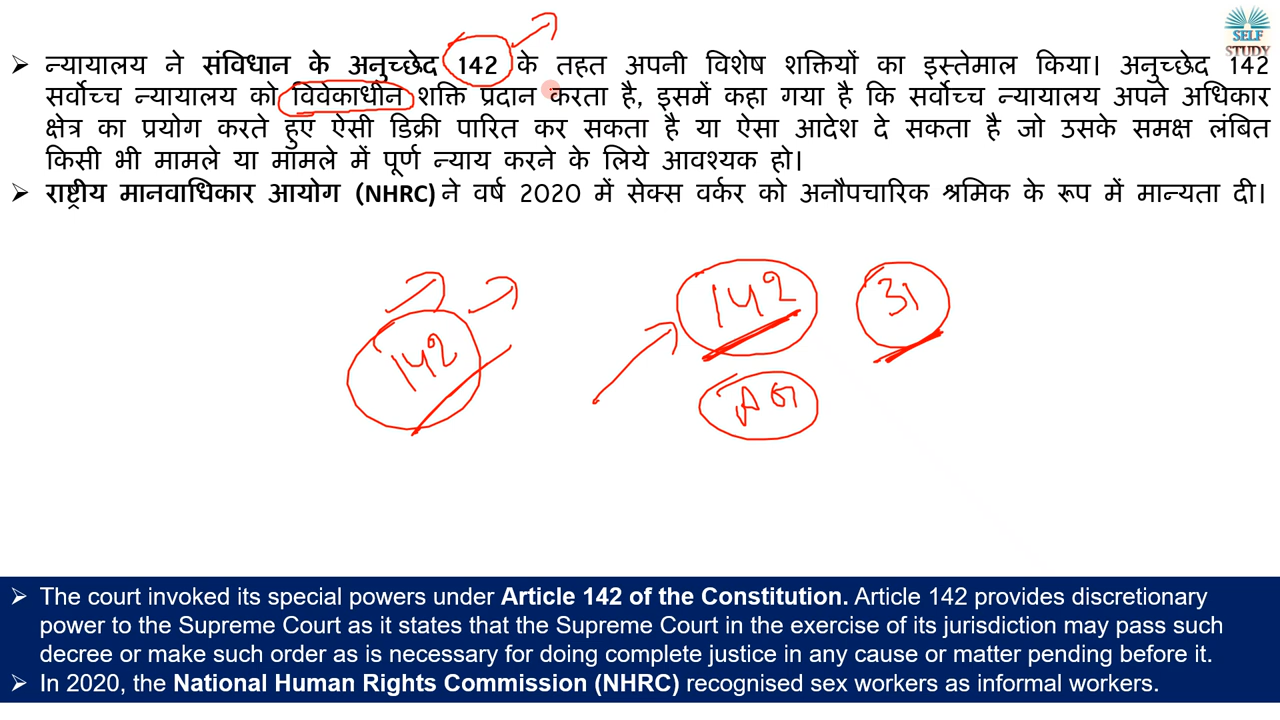 SELF
STUDY
➢ न्यायालय ने संविधान के अनुच्छेद 142 के तहत अपनी विशेष शक्तियों का इस्तेमाल किया। अनुच्छेद 142
सर्वोच्च न्यायालय को विवेकाधीन शक्ति प्रदान करता है, इसमें कहा गया है कि सर्वोच्च न्यायालय अपने अधिकार
क्षेत्र का प्रयोग करते हुए ऐसी डिक्री पारित कर सकता है या ऐसा आदेश दे सकता है जो उसके समक्ष लंबित
किसी भी मामले या मामले में पूर्ण न्याय करने के लिये आवश्यक हो।
➢ राष्ट्रीय मानवाधिकार आयोग (NHRC) ने वर्ष 2020 में सेक्स वर्कर को अनौपचारिक श्रमिक के रूप में मान्यता दी।
142 31
142
AG
➢ The court invoked its special powers under Article 142 of the Constitution. Article 142 provides discretionary
power to the Supreme Court as it states that the Supreme Court in the exercise of its jurisdiction may pass such
decree or make such order as is necessary for doing complete justice in any cause or matter pending before it.
➢ In 2020, the National Human Rights Commission (NHRC) recognised sex workers as informal workers.